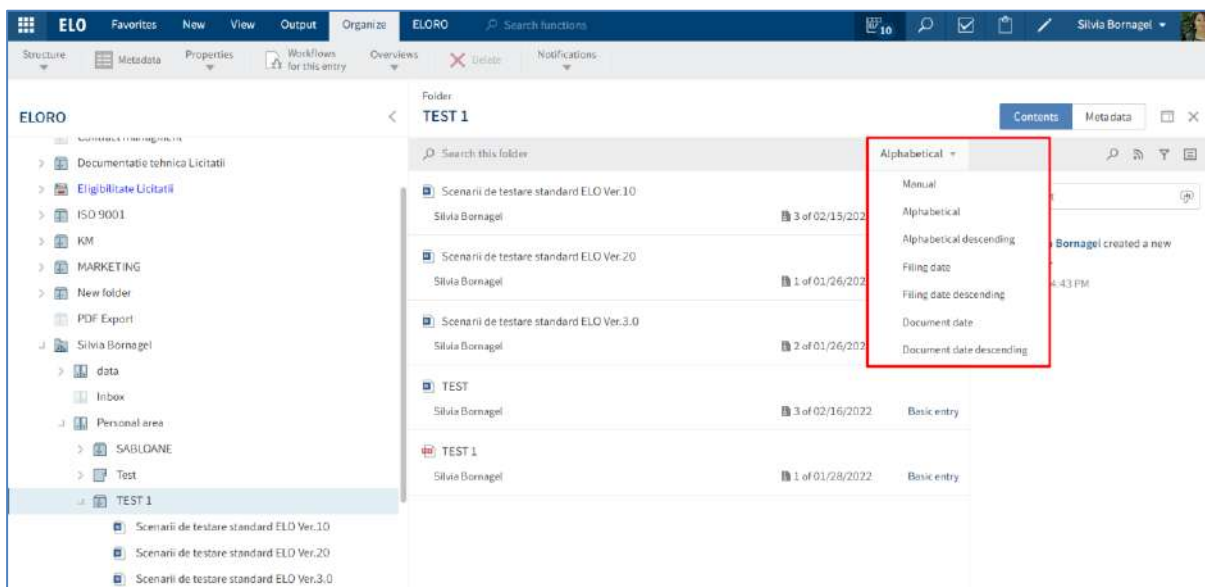 ELO Favorites New View Output Organize ELORO Search functions 10 Silvia Bornagel
Structure Metadata Properties Workflows for this entry Overviews Delete Notifications
ELORO
Documentatie tehnica Licitatii
Eligibilitate Licitatii
ISO 9001
KM
MARKETING
New folder
PDF Export
Silvia Bornagel
data
Inbox
Personal area
SABLOANE
Test
TEST 1
Scenarii de testare standard ELO Ver.10
Scenarii de testare standard ELO Ver.20
Scenarii de testare standard ELO Ver.3.0
Folder
TEST 1
Contents Metadata
Search this folder
Alphabetical
Scenarii de testare standard ELO Ver.10
Silvia Bornagel 3 of 02/15/202
Scenarii de testare standard ELO Ver.20
Silvia Bornagel 1 of 01/26/202
Scenarii de testare standard ELO Ver.3.0
Silvia Bornagel 2 of 01/26/202
TEST
Silvia Bornagel 3 of 02/16/2022 Basic entry
TEST 1
Silvia Bornagel 1 of 01/28/2022 Basic entry
Manual
Alphabetical
Alphabetical descending
Filing date
Filing date descending
Document date
Document date descending
Bornagel created a new
4:43 PM